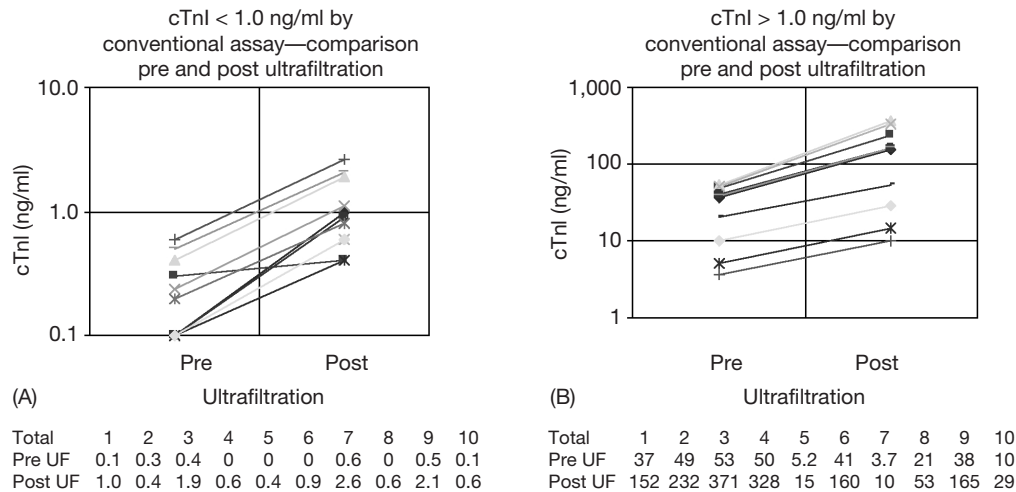 cTnI < 1.0 ng/ml by
conventional assay—comparison
pre and post ultrafiltration
10.0
1.0
0.1
cTnI (ng/ml)
Pre Post
(A) Ultrafiltration
Total 1 2 3 4 5 6 7 8 9 10
Pre UF 0.1 0.3 0.4 0 0 0 0.6 0 0.5 0.1
Post UF 1.0 0.4 1.9 0.6 0.4 0.9 2.6 0.6 2.1 0.6
cTnI > 1.0 ng/ml by
conventional assay—comparison
pre and post ultrafiltration
1,000
100
10
1
cTnI (ng/ml)
Pre Post
(B) Ultrafiltration
Total 1 2 3 4 5 6 7 8 9 10
Pre UF 37 49 53 50 5.2 41 3.7 21 38 10
Post UF 152 232 371 328 15 160 10 53 165 29